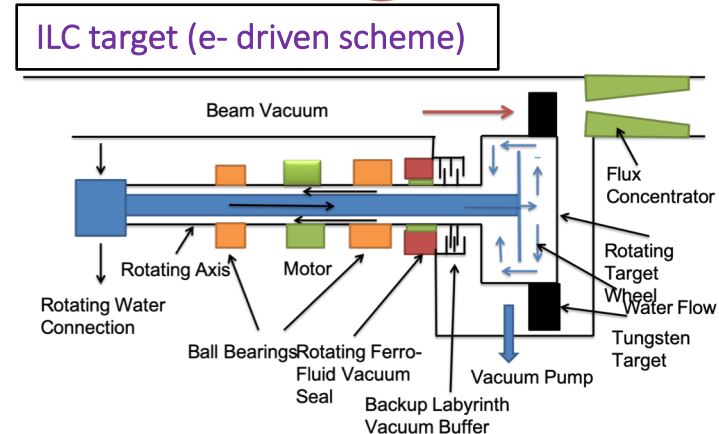 ILC target (e- driven scheme)
Beam Vacuum
Flux
Concentrator
Rotating Axis
Motor
Rotating
Target
Wheel
Water Flow
Rotating Water
Connection
Tungsten
Target
Ball Bearings
Rotating Ferro-
Fluid Vacuum
Seal
Vacuum Pump
Backup Labyrinth
Vacuum Buffer